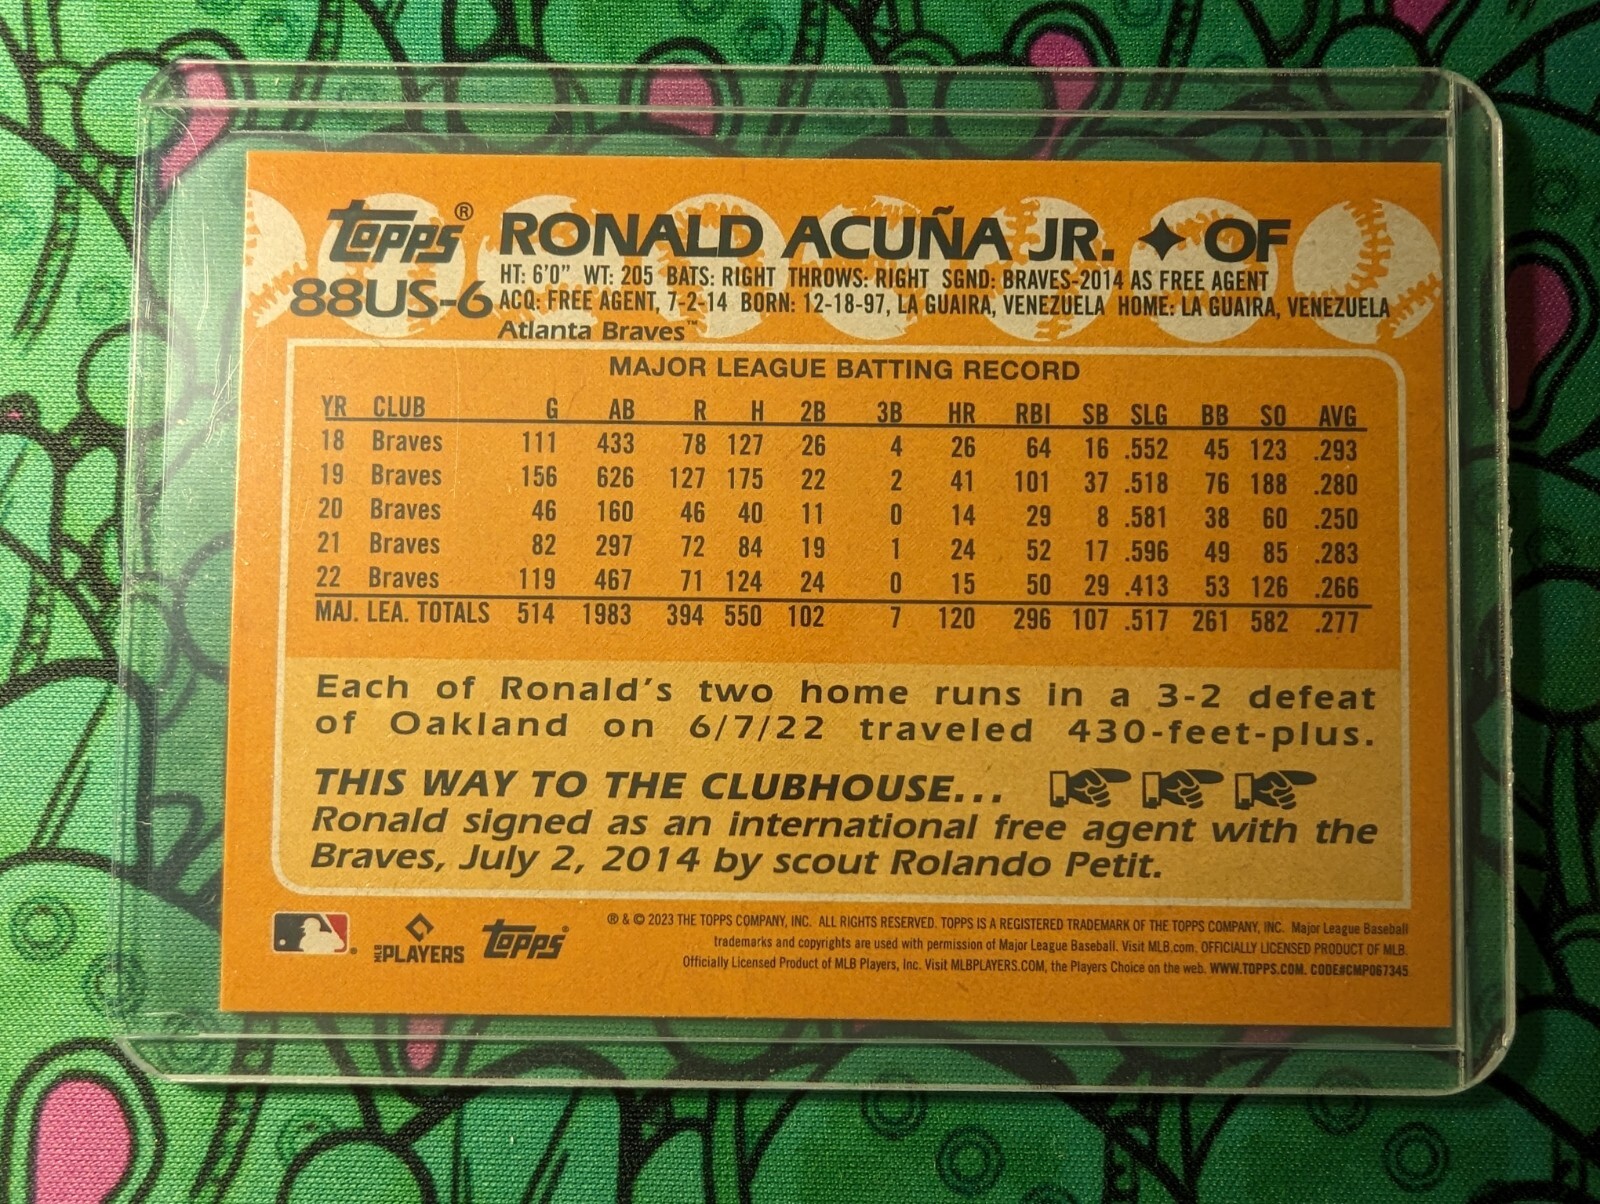 Topps® RONALD ACUÑA JR. ✦ OF
HT: 6'0" WT: 205 BATS: RIGHT THROWS: RIGHT SGND: BRAVES-2014 AS FREE AGENT
88US-6 ACQ: FREE AGENT, 7-2-14 BORN: 12-18-97, LA GUAIRA, VENEZUELA HOME: LA GUAIRA, VENEZUELA
Atlanta Braves™
MAJOR LEAGUE BATTING RECORD
YR CLUB G AB R H 2B 3B HR RBI SB SLG BB SO AVG
18 Braves 111 433 78 127 26 4 26 64 16 .552 45 123 .293
19 Braves 156 626 127 175 22 2 41 101 37 .518 76 188 .280
20 Braves 46 160 46 40 11 0 14 29 8 .581 38 60 .250
21 Braves 82 297 72 84 19 1 24 52 17 .596 49 85 .283
22 Braves 119 467 71 124 24 0 15 50 29 .413 53 126 .266
MAJ. LEA. TOTALS 514 1983 394 550 102 7 120 296 107 .517 261 582 .277
Each of Ronald's two home runs in a 3-2 defeat
of Oakland on 6/7/22 traveled 430-feet-plus.
THIS WAY TO THE CLUBHOUSE...
Ronald signed as an international free agent with the
Braves, July 2, 2014 by scout Rolando Petit.
MLB PLAYERS Topps®
® & © 2023 THE TOPPS COMPANY, INC. ALL RIGHTS RESERVED. TOPPS IS A REGISTERED TRADEMARK OF THE TOPPS COMPANY, INC. Major League Baseball
trademarks and copyrights are used with permission of Major League Baseball. Visit MLB.com. OFFICIALLY LICENSED PRODUCT OF MLB
Officially Licensed Product of MLB Players, Inc. Visit MLBPLAYERS.COM, the Players Choice on the web. WWW.TOPPS.COM. CODE#CMP067345